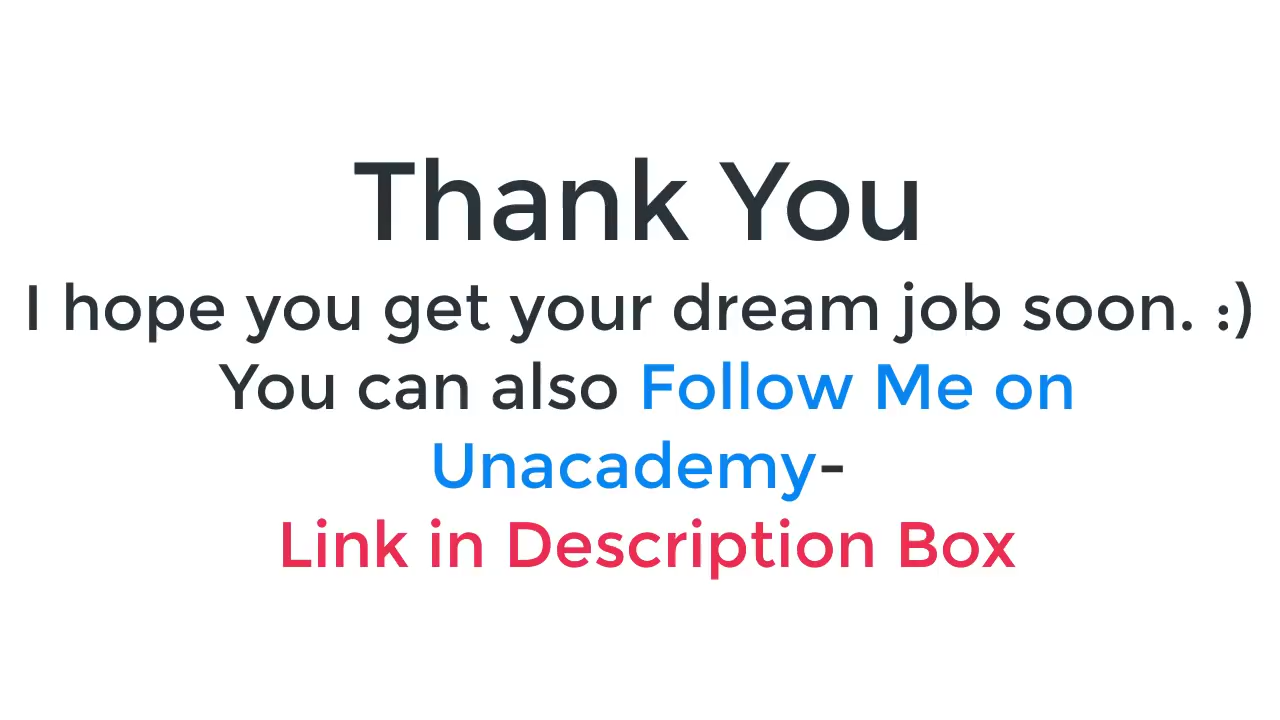 Thank You
I hope you get your dream job soon. :)
You can also Follow Me on
Unacademy-
Link in Description Box